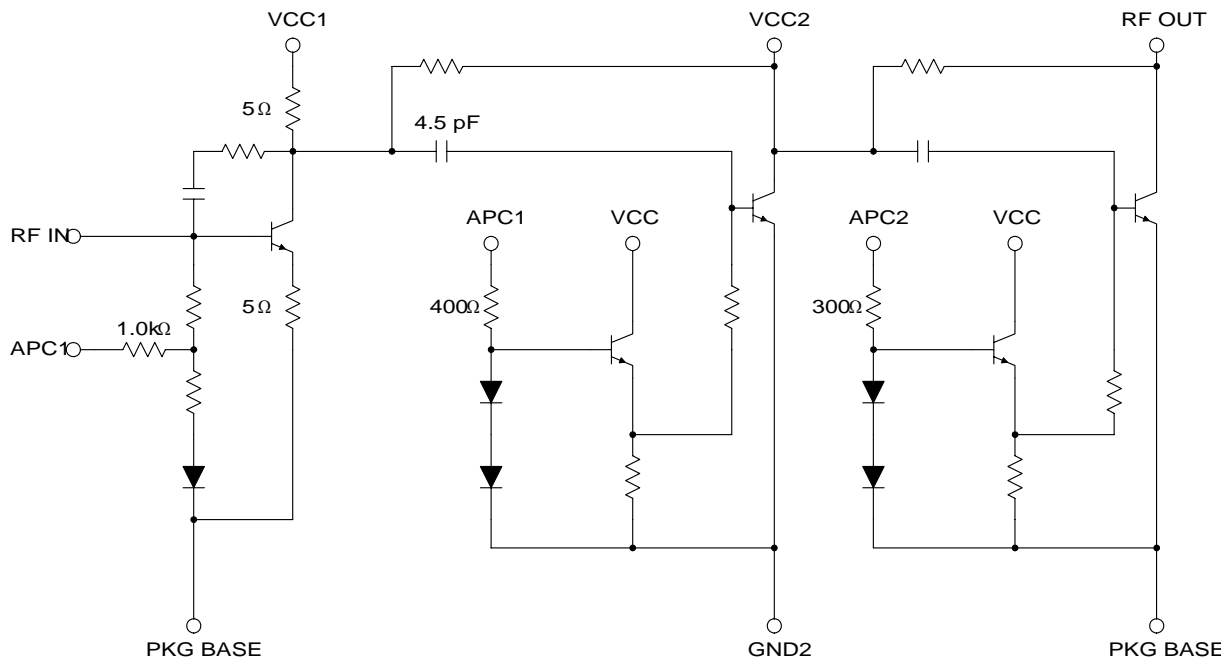 VCC1
VCC2
RF OUT
5Ω
4.5 pF
APC1
VCC
APC2
VCC
RF IN
5Ω
400Ω
300Ω
1.0kΩ
APC1
PKG BASE
GND2
PKG BASE